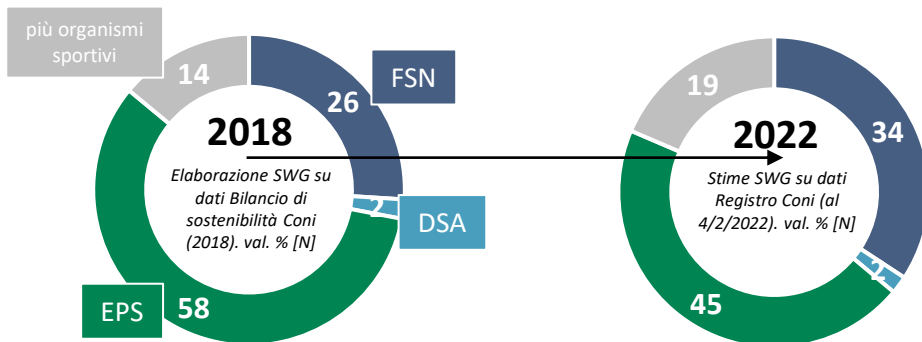 più organismi
sportivi
14
26
FSN
2018
Elaborazione SWG su
dati Bilancio di
sostenibilità Coni
(2018). val. % [N]
2
DSA
EPS
58
19
34
2022
Stime SWG su dati
Registro Coni (al
4/2/2022). val. % [N]
2
45